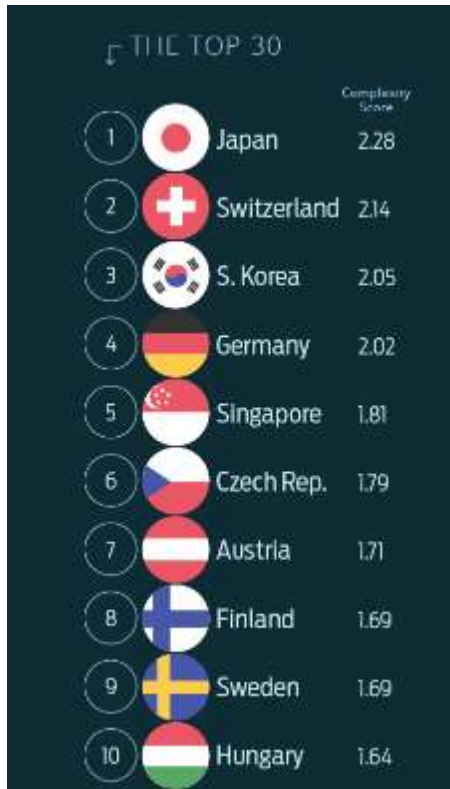 THE TOP 30
Complexity
Score
1 Japan 2.28
2 Switzerland 2.14
3 S. Korea 2.05
4 Germany 2.02
5 Singapore 1.81
6 Czech Rep. 1.79
7 Austria 1.71
8 Finland 1.69
9 Sweden 1.69
10 Hungary 1.64